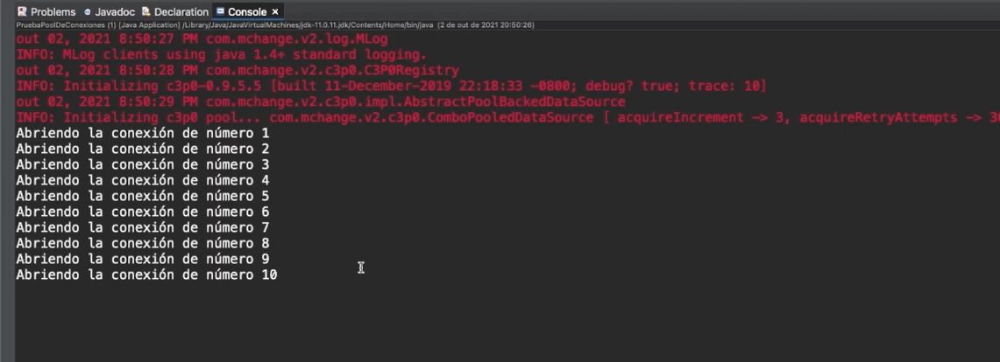 Problems Javadoc Declaration Console
PruebaPoolDeConexiones (1) [Java Application] /Library/Java/JavaVirtualMachines/jdk-11.0.11.jdk/Contents/Home/bin/java (2 de out de 2021 20:50:26)
out 02, 2021 8:50:27 PM com.mchange.v2.log.MLog
INFO: MLog clients using java 1.4+ standard logging.
out 02, 2021 8:50:28 PM com.mchange.v2.c3p0.C3P0Registry
INFO: Initializing c3p0-0.9.5.5 [built 11-December-2019 22:18:33 -0800; debug? true; trace: 10]
out 02, 2021 8:50:29 PM com.mchange.v2.c3p0.impl.AbstractPoolBackedDataSource
INFO: Initializing c3p0 pool... com.mchange.v2.c3p0.ComboPooledDataSource [ acquireIncrement -> 3, acquireRetryAttempts ->
Abriendo la conexión de número 1
Abriendo la conexión de número 2
Abriendo la conexión de número 3
Abriendo la conexión de número 4
Abriendo la conexión de número 5
Abriendo la conexión de número 6
Abriendo la conexión de número 7
Abriendo la conexión de número 8
Abriendo la conexión de número 9
Abriendo la conexión de número 10